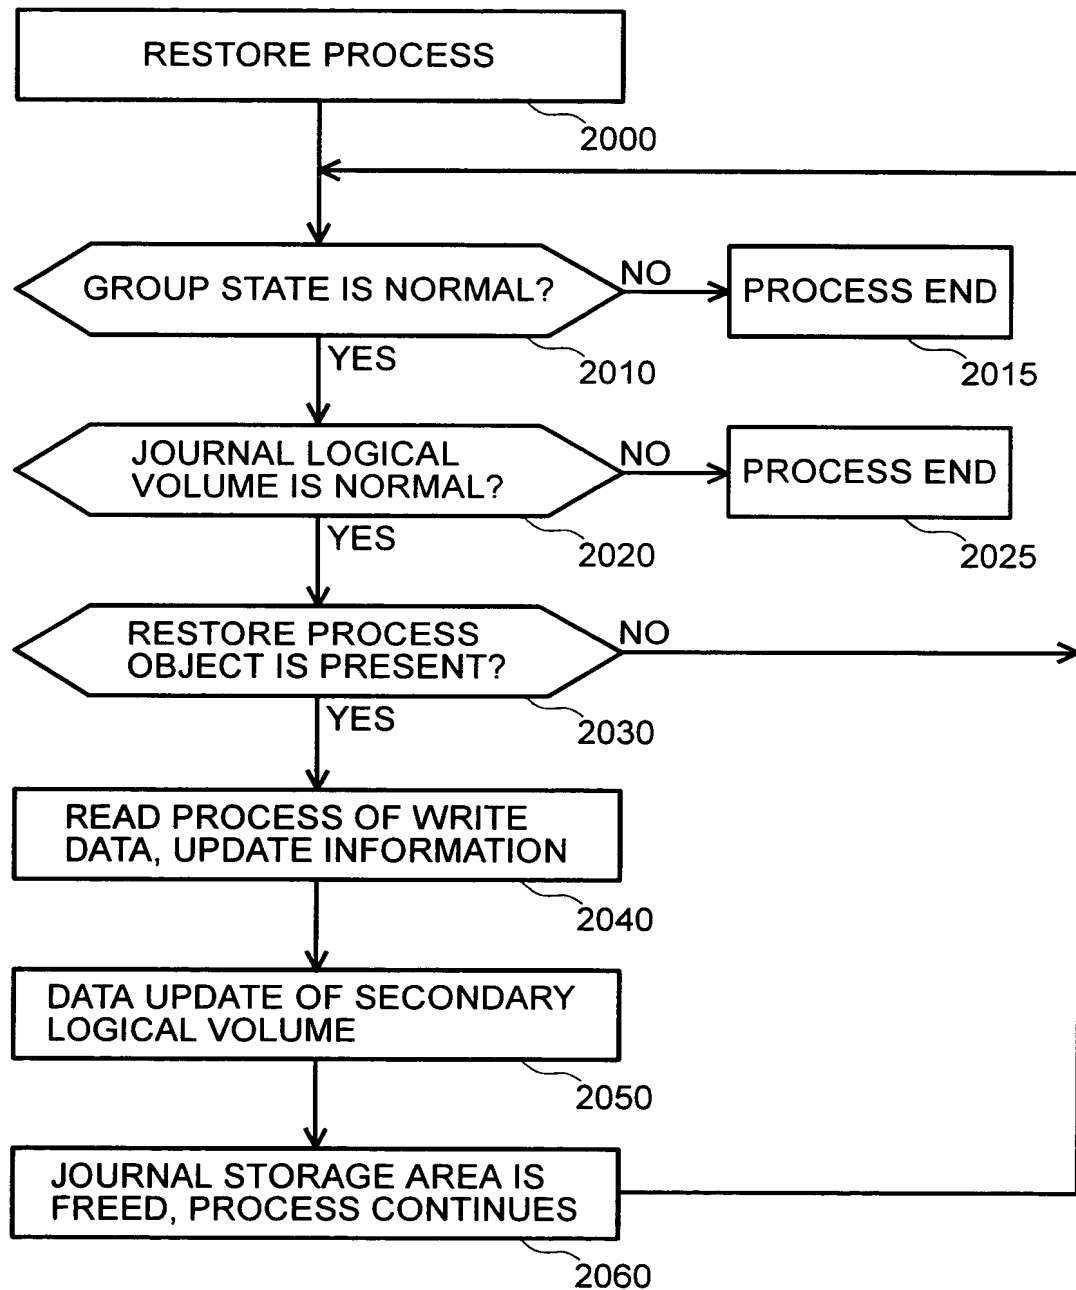 RESTORE PROCESS
2000
GROUP STATE IS NORMAL?
NO
PROCESS END
YES
2010
2015
JOURNAL LOGICAL
VOLUME IS NORMAL?
NO
PROCESS END
YES
2020
2025
RESTORE PROCESS
OBJECT IS PRESENT?
NO
YES
2030
READ PROCESS OF WRITE
DATA, UPDATE INFORMATION
2040
DATA UPDATE OF SECONDARY
LOGICAL VOLUME
2050
JOURNAL STORAGE AREA IS
FREED, PROCESS CONTINUES
2060